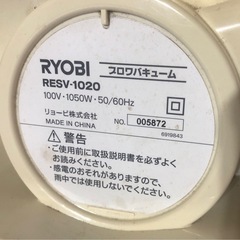 RYOBI ブロワバキューム
RESV-1020
100V・1050W・50/60Hz
リョービ株式会社
MADE IN CHINA NO. 005872
6919843
⚠警告
・ご使用前に取扱説明書を必ずよく
お読みください。
・感電のおそれがありますので、
雨中では使用しないでください。